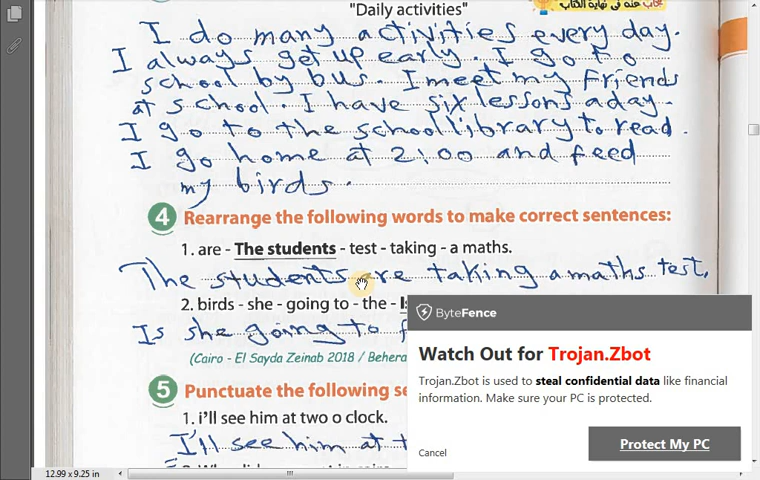 "Daily activities"
I do many activities every day.
I always get up early. I go to
school by bus. I meet my friends
at school. I have six lessons a day.
I go to the school library to read.
I go home at 2:00 and feed
my birds.
4 Rearrange the following words to make correct sentences:
1. are - The students - test - taking - a maths.
The students are taking a maths test.
2. birds - she - going to - the -
Is she going to
(Cairo - El Sayda Zeinab 2018 / Behera
5 Punctuate the following se
1. i'll see him at two o clock.
I'll see him at
ByteFence
Watch Out for Trojan.Zbot
Trojan.Zbot is used to steal confidential data like financial
information. Make sure your PC is protected.
Cancel
Protect My PC
12.99 x 9.25 in